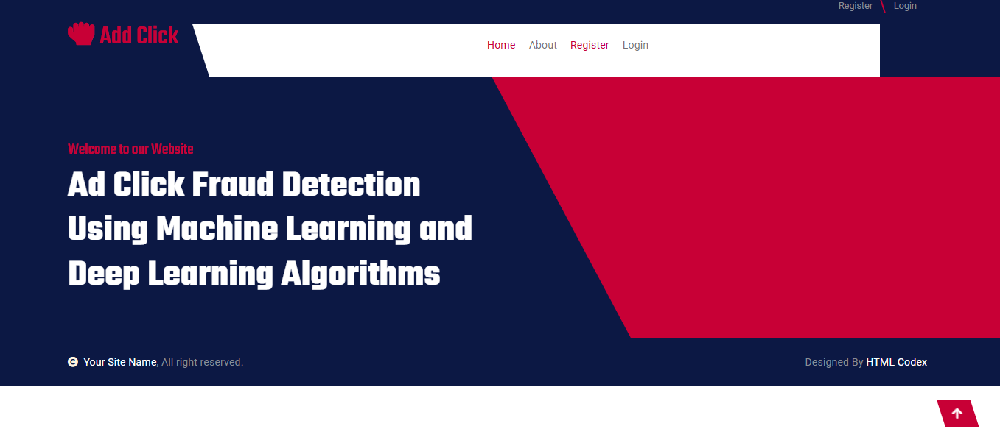 Register
Login
Add Click
Home About Register Login
Welcome to our Website
Ad Click Fraud Detection
Using Machine Learning and
Deep Learning Algorithms
© Your Site Name, All right reserved.
Designed By HTML Codex